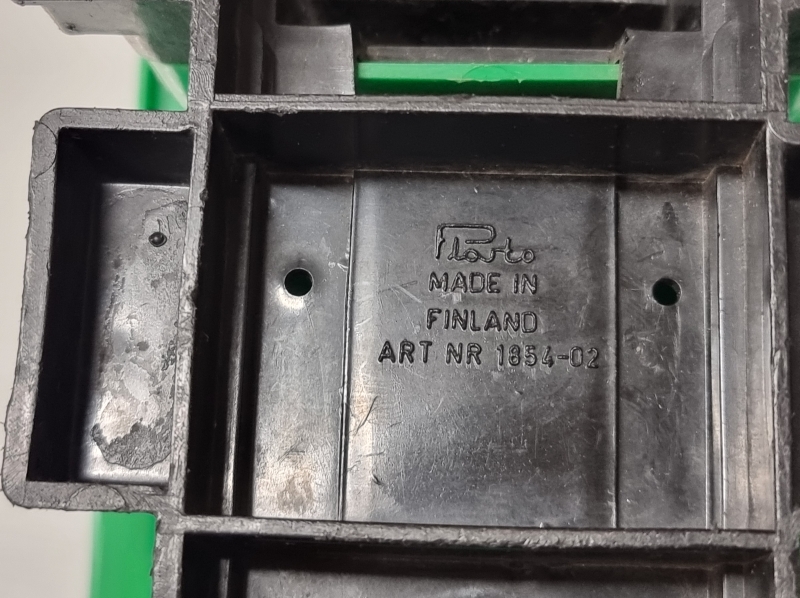 Plasto
MADE IN
FINLAND
ART NR 1854-02